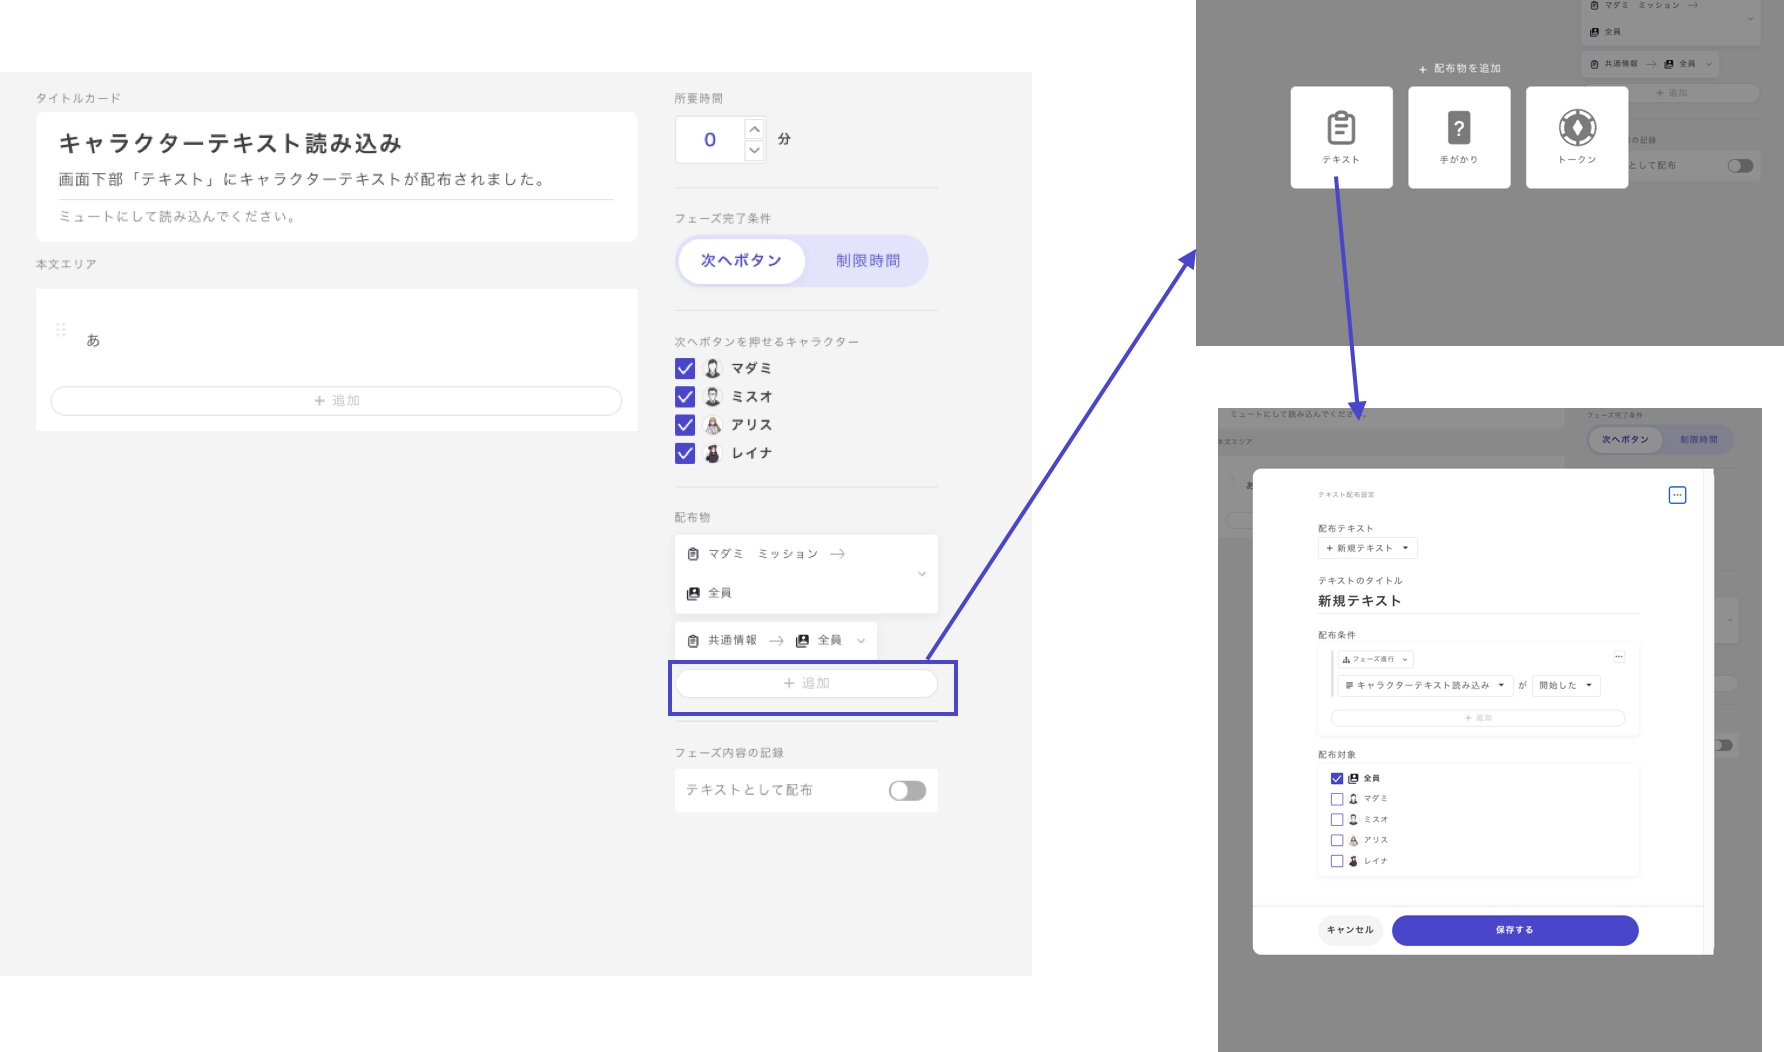 タイトルカード
キャラクターテキスト読み込み
画面下部「テキスト」にキャラクターテキストが配布されました。
ミュートにして読み込んでください。
本文エリア
あ
+ 追加
所要時間
0 分
フェーズ完了条件
次へボタン 制限時間
次へボタンを押せるキャラクター
マダミ
ミスオ
アリス
レイナ
配布物
マダミ ミッション →
全員
共通情報 → 全員
+ 追加
フェーズ内容の記録
テキストとして配布
マダミ ミッション →
全員
共通情報 → 全員
+ 追加
の記録
として配布
+ 配布物を追加
テキスト
?
手がかり
トークン
ミュートにして読み込んでください。
本文エリア
あ
フェーズ完了条件
次へボタン 制限時間
テキスト配布設定
配布テキスト
+ 新規テキスト
テキストのタイトル
新規テキスト
配布条件
フェーズ進行
キャラクターテキスト読み込み が 開始した
+ 追加
配布対象
全員
マダミ
ミスオ
アリス
レイナ
キャンセル 保存する